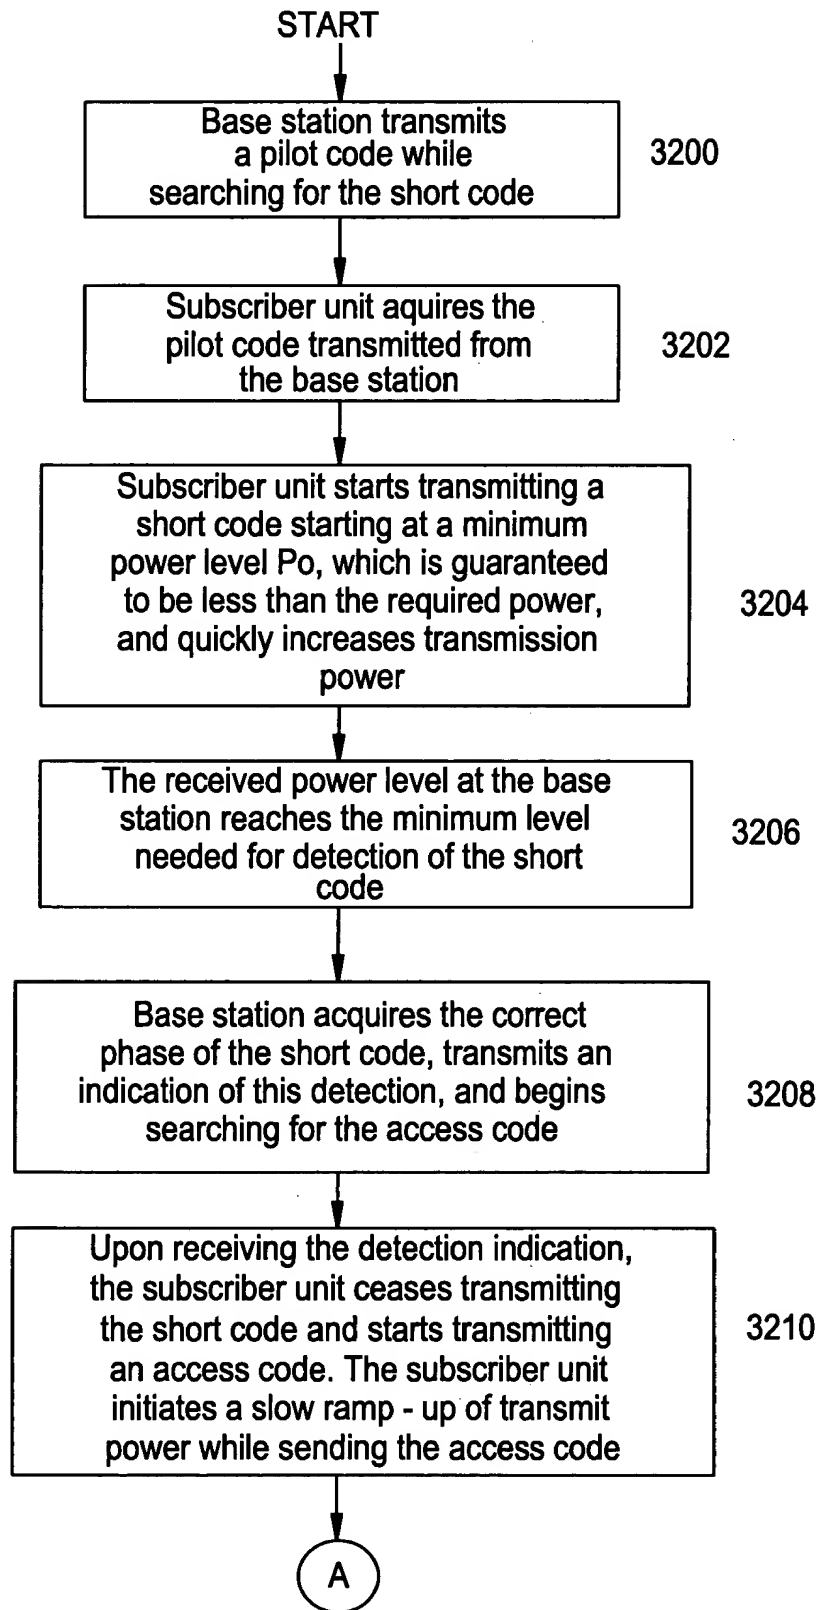 START
Base station transmits
a pilot code while
searching for the short code
3200
Subscriber unit aquires the
pilot code transmitted from
the base station
3202
Subscriber unit starts transmitting a
short code starting at a minimum
power level Po, which is guaranteed
to be less than the required power,
and quickly increases transmission
power
3204
The received power level at the base
station reaches the minimum level
needed for detection of the short
code
3206
Base station acquires the correct
phase of the short code, transmits an
indication of this detection, and begins
searching for the access code
3208
Upon receiving the detection indication,
the subscriber unit ceases transmitting
the short code and starts transmitting
an access code. The subscriber unit
initiates a slow ramp - up of transmit
power while sending the access code
3210
A